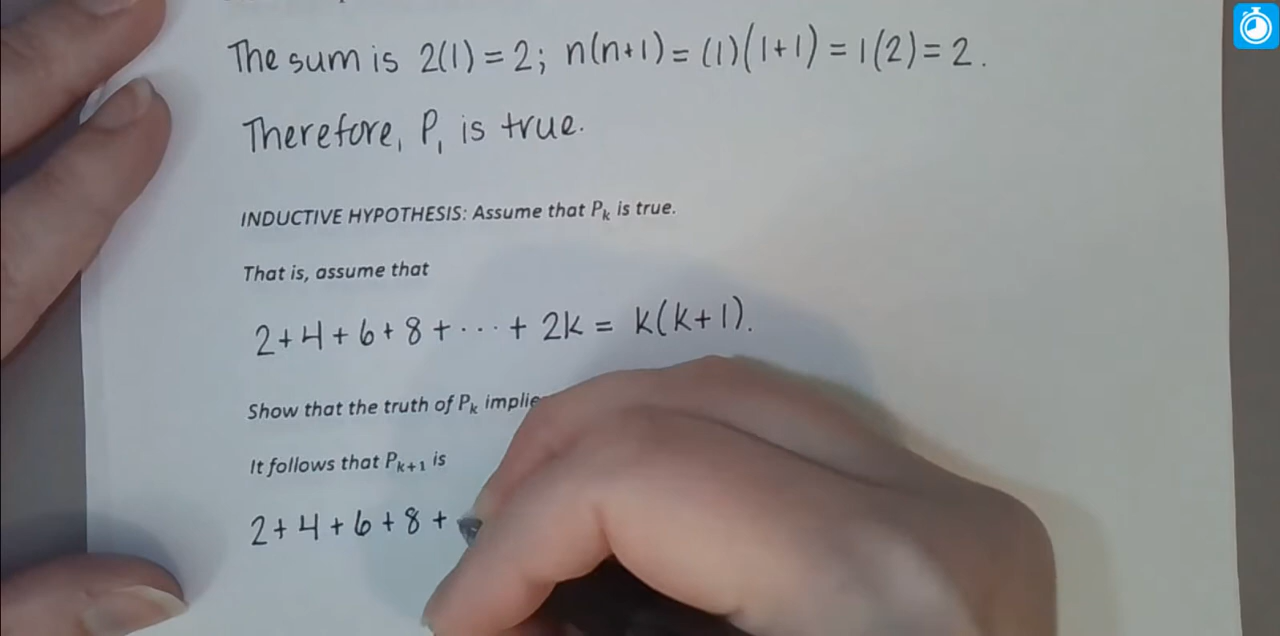 The sum is 2(1) = 2; n(n+1) = (1)(1+1) = 1(2) = 2.
Therefore, P₁ is true.
INDUCTIVE HYPOTHESIS: Assume that Pₖ is true.
That is, assume that
2+4+6+8+···+ 2k = k(k+1).
Show that the truth of Pₖ
It follows that Pₖ₊₁ is
2+4+6+8+